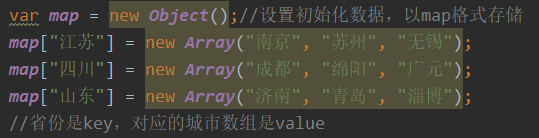 var map = new Object();//设置初始化数据，以map格式存储
map["江苏"] = new Array("南京", "苏州", "无锡");
map["四川"] = new Array("成都", "绵阳", "广元");
map["山东"] = new Array("济南", "青岛", "淄博");
//省份是key，对应的城市数组是value